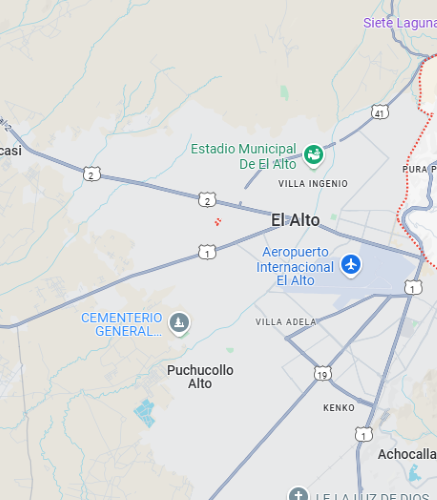 Siete Laguna
41
a/2
casi
Estadio Municipal
De El Alto
VILLA INGENIO
PURA P
2
2
El Alto
1
Aeropuerto
Internacional
El Alto
1
CEMENTERIO
GENERAL...
VILLA ADELA
Puchucollo
Alto
19
KENKO
1
Achocalla
LE LA LUZ DE DIOS